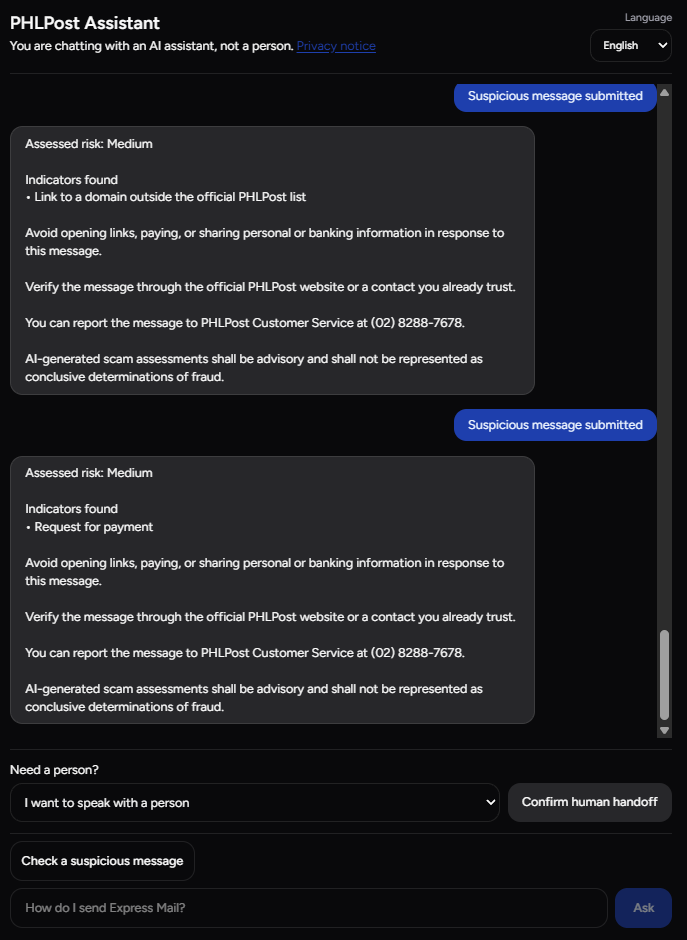 PHLPost Assistant
Language
You are chatting with an AI assistant, not a person. Privacy notice
English
Suspicious message submitted
Assessed risk: Medium
Indicators found
• Link to a domain outside the official PHLPost list
Avoid opening links, paying, or sharing personal or banking information in response to
this message.
Verify the message through the official PHLPost website or a contact you already trust.
You can report the message to PHLPost Customer Service at (02) 8288-7678.
AI-generated scam assessments shall be advisory and shall not be represented as
conclusive determinations of fraud.
Suspicious message submitted
Assessed risk: Medium
Indicators found
• Request for payment
Avoid opening links, paying, or sharing personal or banking information in response to
this message.
Verify the message through the official PHLPost website or a contact you already trust.
You can report the message to PHLPost Customer Service at (02) 8288-7678.
AI-generated scam assessments shall be advisory and shall not be represented as
conclusive determinations of fraud.
Need a person?
I want to speak with a person
Confirm human handoff
Check a suspicious message
How do I send Express Mail?
Ask